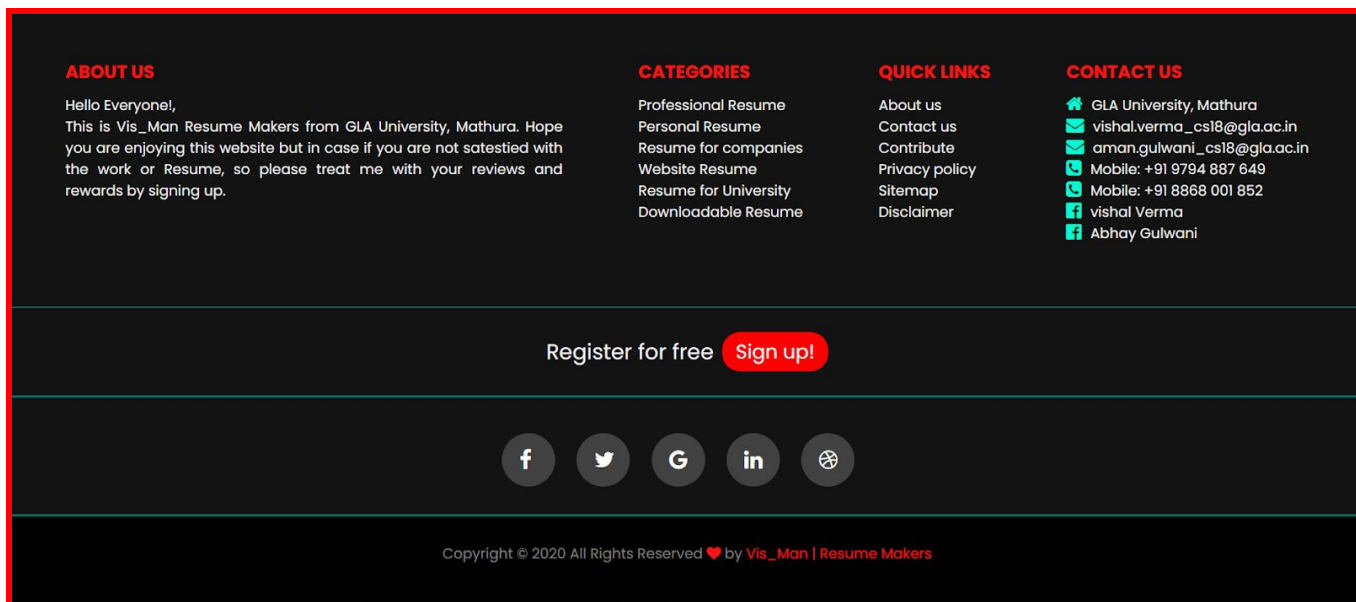 ABOUT US
Hello Everyone!,
This is Vis_Man Resume Makers from GLA University, Mathura. Hope
you are enjoying this website but in case if you are not satestied with
the work or Resume, so please treat me with your reviews and
rewards by signing up.
CATEGORIES
Professional Resume
Personal Resume
Resume for companies
Website Resume
Resume for University
Downloadable Resume
QUICK LINKS
About us
Contact us
Contribute
Privacy policy
Sitemap
Disclaimer
CONTACT US
GLA University, Mathura
vishal.verma_cs18@gla.ac.in
aman.gulwani_cs18@gla.ac.in
Mobile: +91 9794 887 649
Mobile: +91 8868 001 852
vishal Verma
Abhay Gulwani
Register for free Sign up!
Copyright © 2020 All Rights Reserved ❤ by Vis_Man | Resume Makers